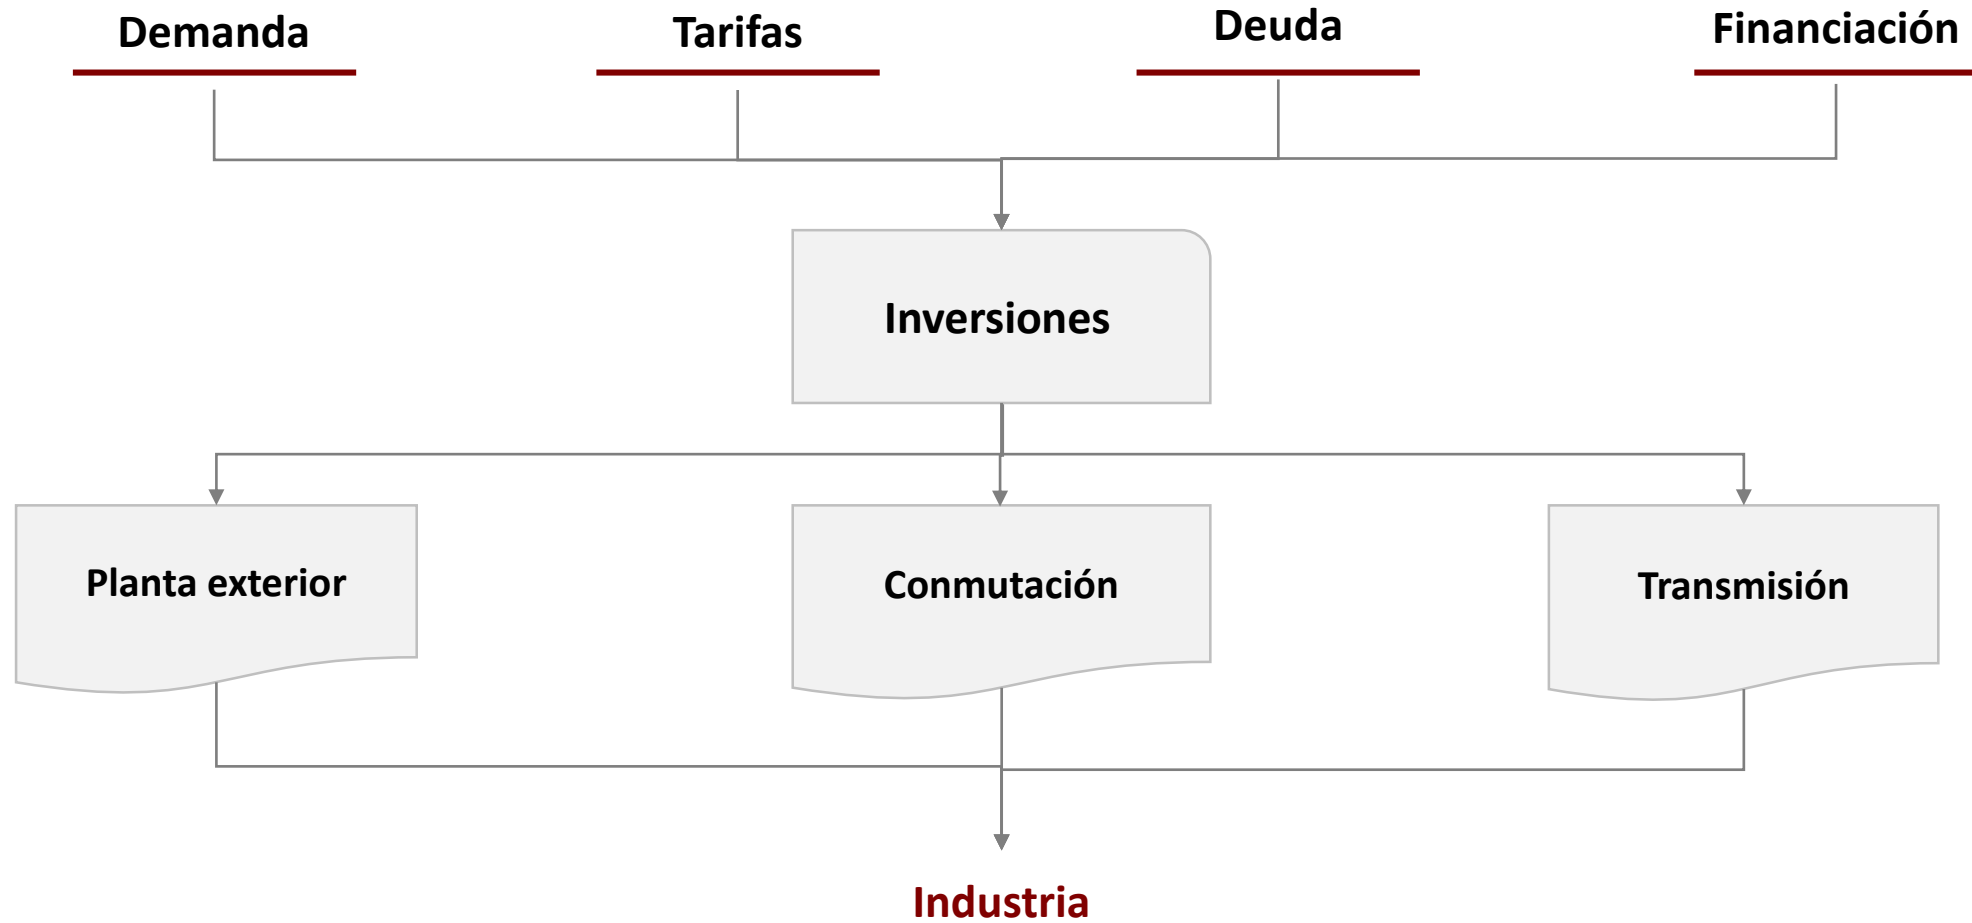 Demanda
Tarifas
Deuda
Financiación
Inversiones
Planta exterior
Conmutación
Transmisión
Industria